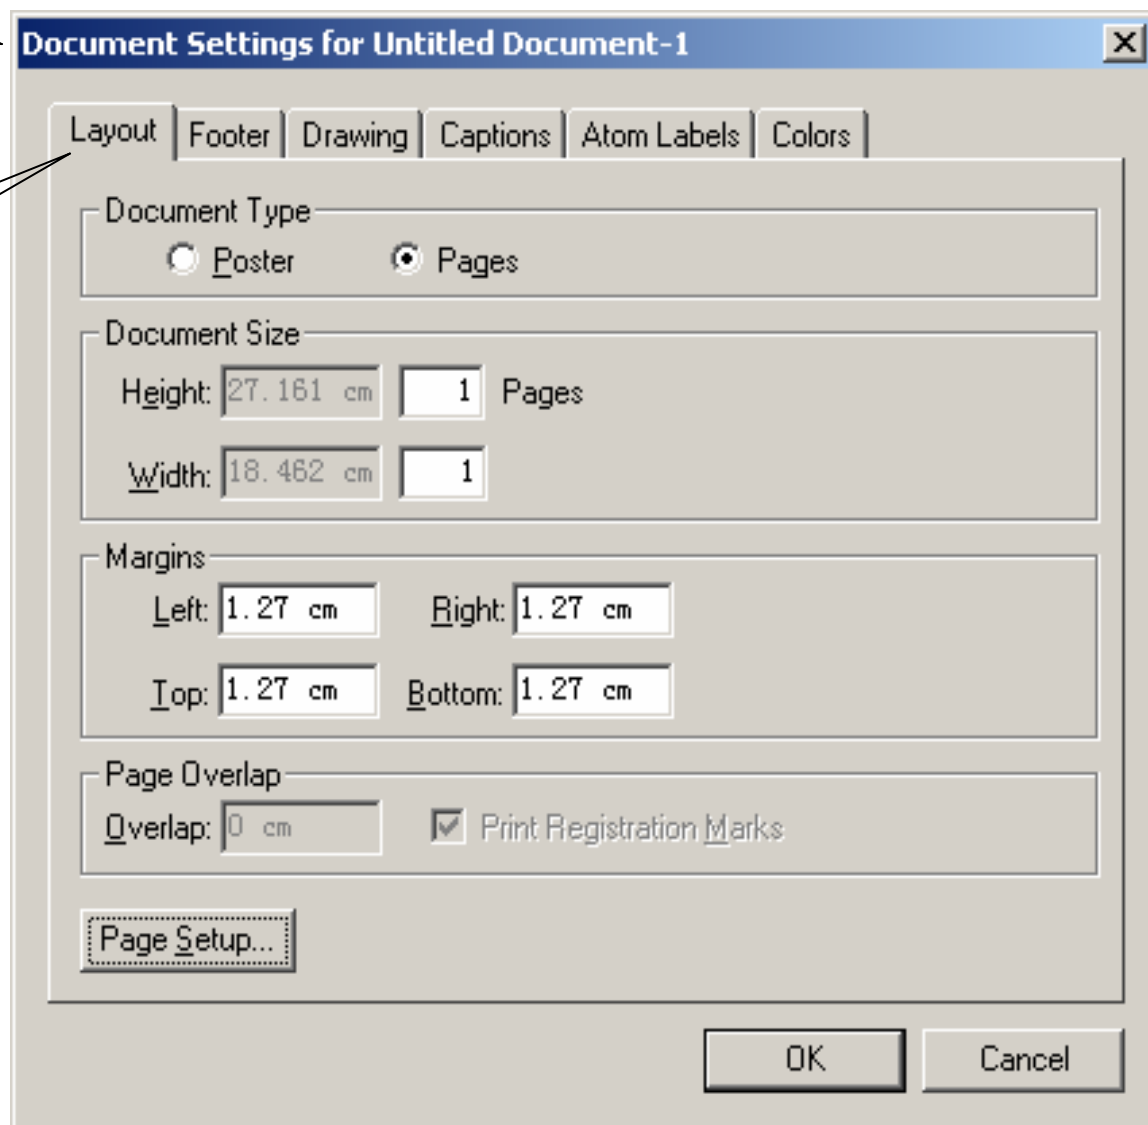 Document Settings for Untitled Document-1
Layout Footer Drawing Captions Atom Labels Colors
Document Type
Poster Pages
Document Size
Height: 27.161 cm 1 Pages
Width: 18.462 cm 1
Margins
Left: 1.27 cm Right: 1.27 cm
Top: 1.27 cm Bottom: 1.27 cm
Page Overlap
Overlap: 0 cm Print Registration Marks
Page Setup...
OK Cancel